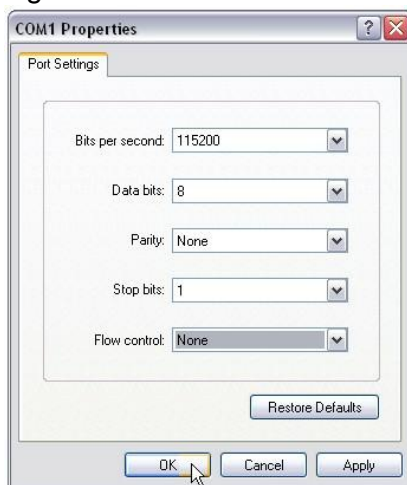 COM1 Properties
Port Settings
Bits per second: 115200
Data bits: 8
Parity: None
Stop bits: 1
Flow control: None
Restore Defaults
OK Cancel Apply